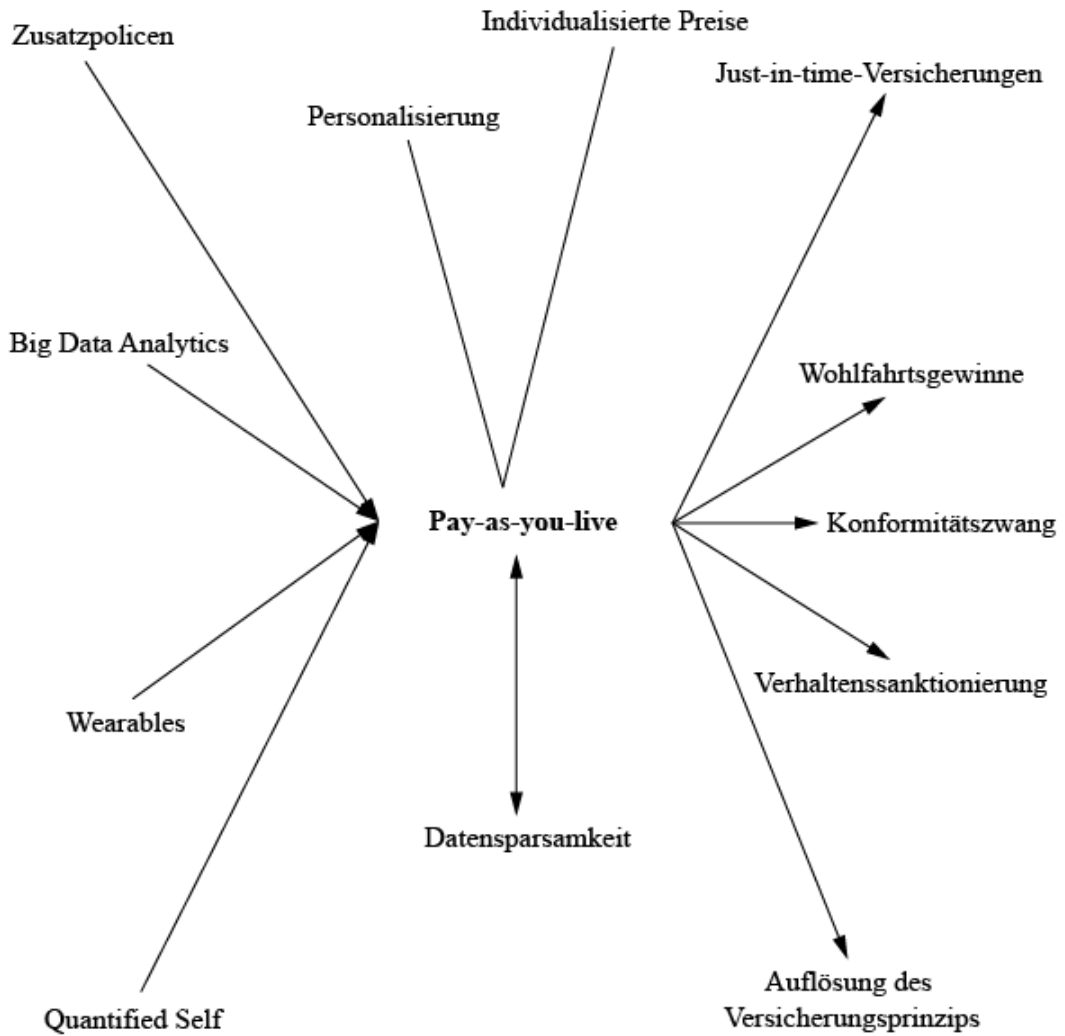 Zusatzpolicen
Individualisierte Preise
Just-in-time-Versicherungen
Personalisierung
Big Data Analytics
Wohlfahrtsgewinne
Pay-as-you-live
Konformitätszwang
Verhaltenssanktionierung
Wearables
Datensparsamkeit
Auflösung des
Versicherungsprinzips
Quantified Self